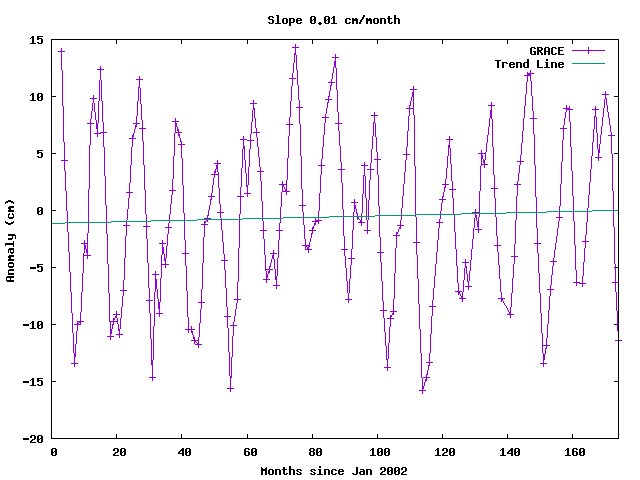 Slope 0.01 cm/month
GRACE
Trend Line
15
10
5
0
-5
-10
-15
-20
Anomaly (cm)
0 20 40 60 80 100 120 140 160
Months since Jan 2002